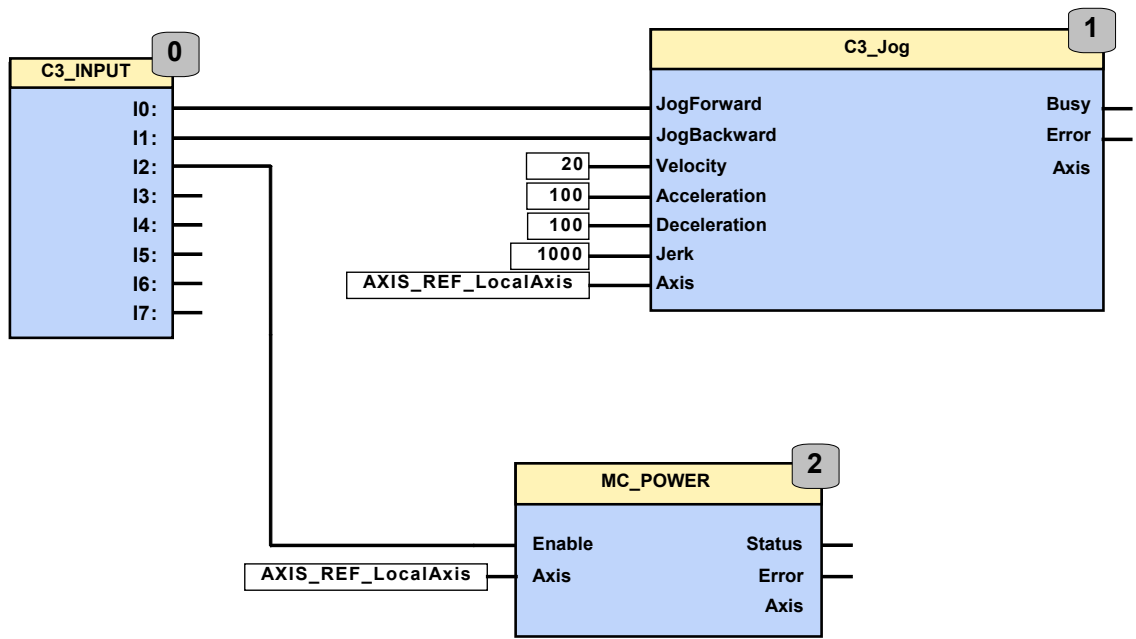 0
C3_INPUT
I0:
I1:
I2:
I3:
I4:
I5:
I6:
I7:
1
C3_Jog
JogForward Busy
JogBackward Error
20 Velocity Axis
100 Acceleration
100 Deceleration
1000 Jerk
AXIS_REF_LocalAxis Axis
2
MC_POWER
Enable Status
AXIS_REF_LocalAxis Axis Error
Axis